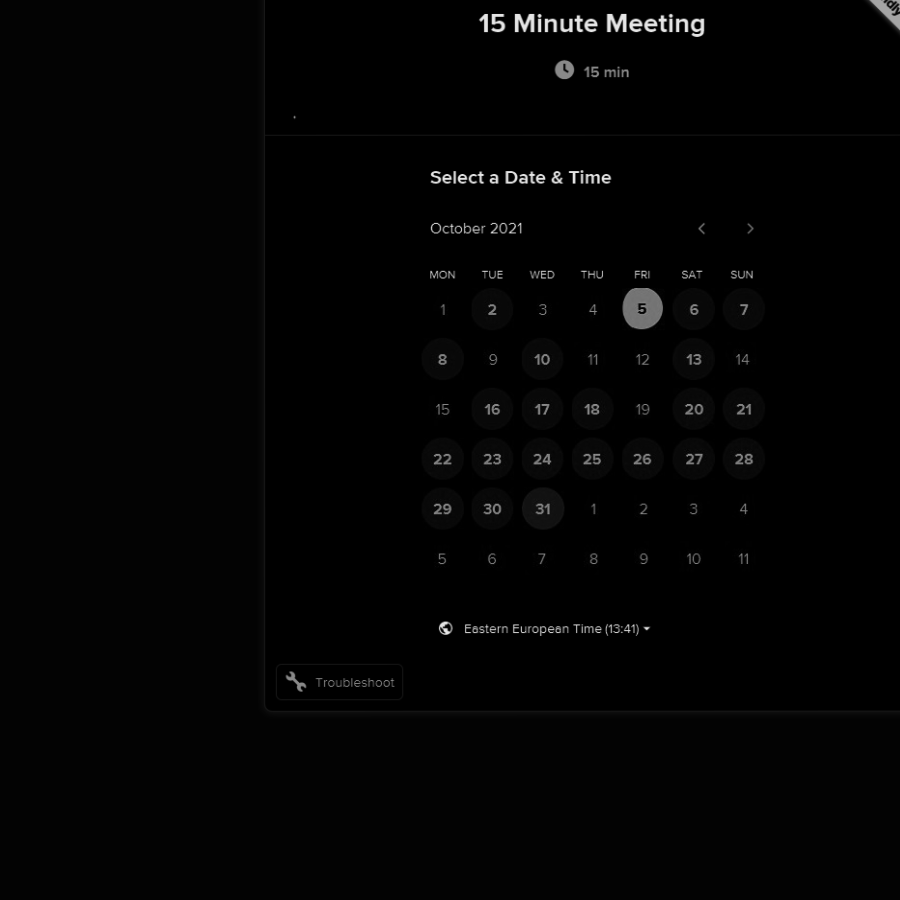 15 Minute Meeting
15 min
Select a Date & Time
October 2021
MON TUE WED THU FRI SAT SUN
1 2 3 4 5 6 7
8 9 10 11 12 13 14
15 16 17 18 19 20 21
22 23 24 25 26 27 28
29 30 31 1 2 3 4
5 6 7 8 9 10 11
Eastern European Time (13:41)
Troubleshoot